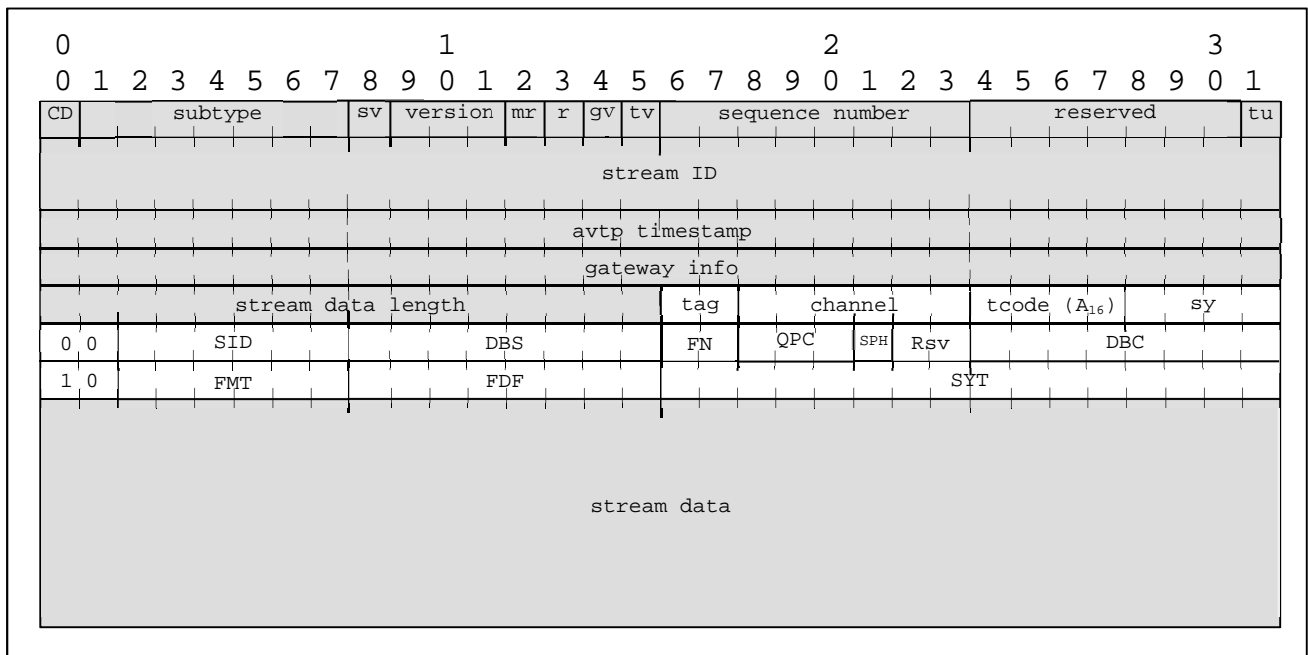 0 1 2 3
0 1 2 3 4 5 6 7 8 9 0 1 2 3 4 5 6 7 8 9 0 1 2 3 4 5 6 7 8 9 0 1
CD subtype sv version mr r gv tv sequence number reserved tu
stream ID
avtp timestamp
gateway info
stream data length tag channel tcode (A₁₆) sy
0 0 SID DBS FN QPC SPH Rsv DBC
1 0 FMT FDF SYT
stream data